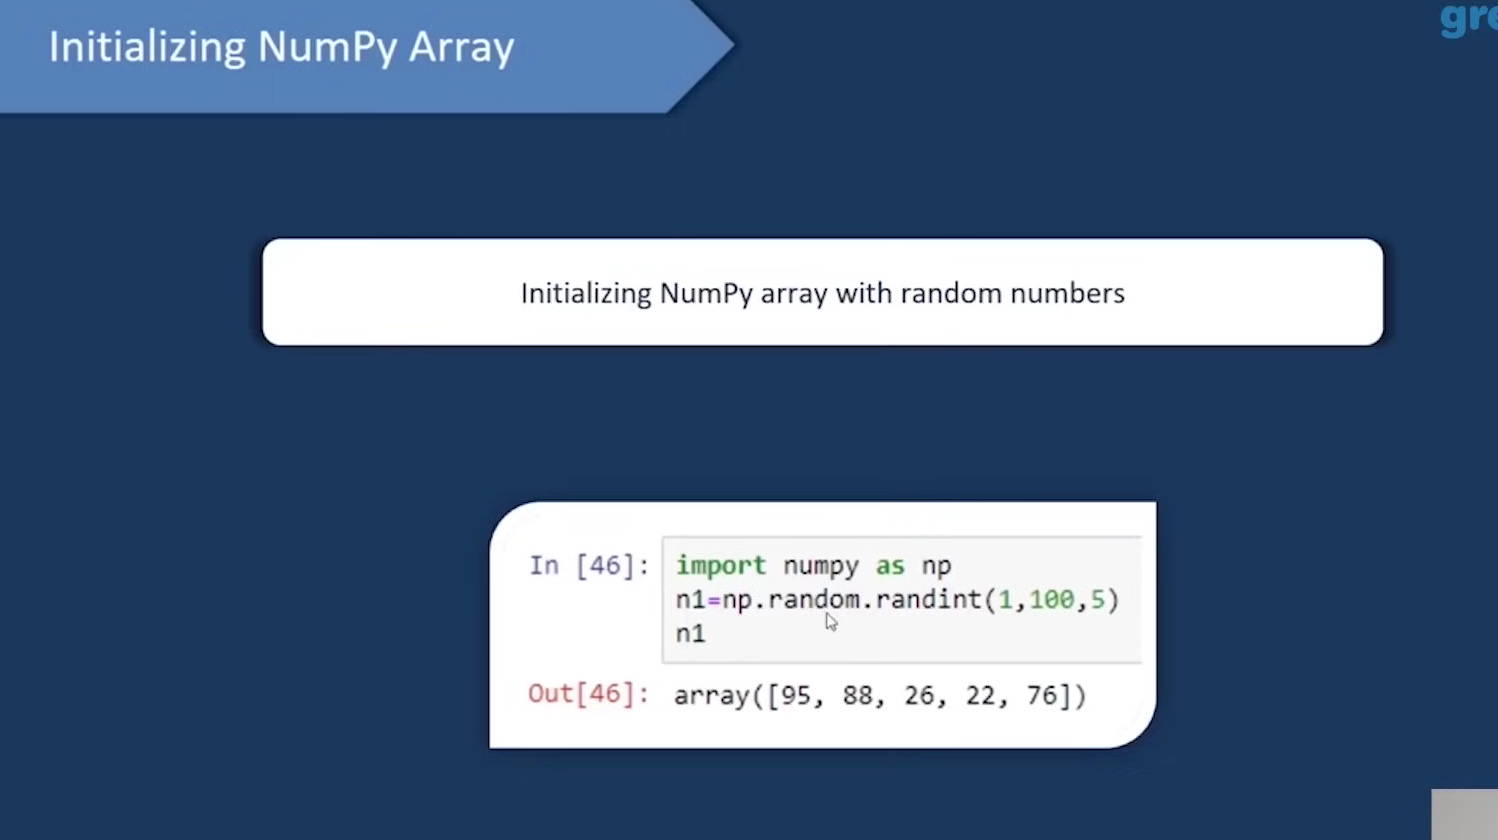 Initializing NumPy Array
gre
Initializing NumPy array with random numbers
In [46]: import numpy as np
n1=np.random.randint(1,100,5)
n1
Out[46]: array([95, 88, 26, 22, 76])